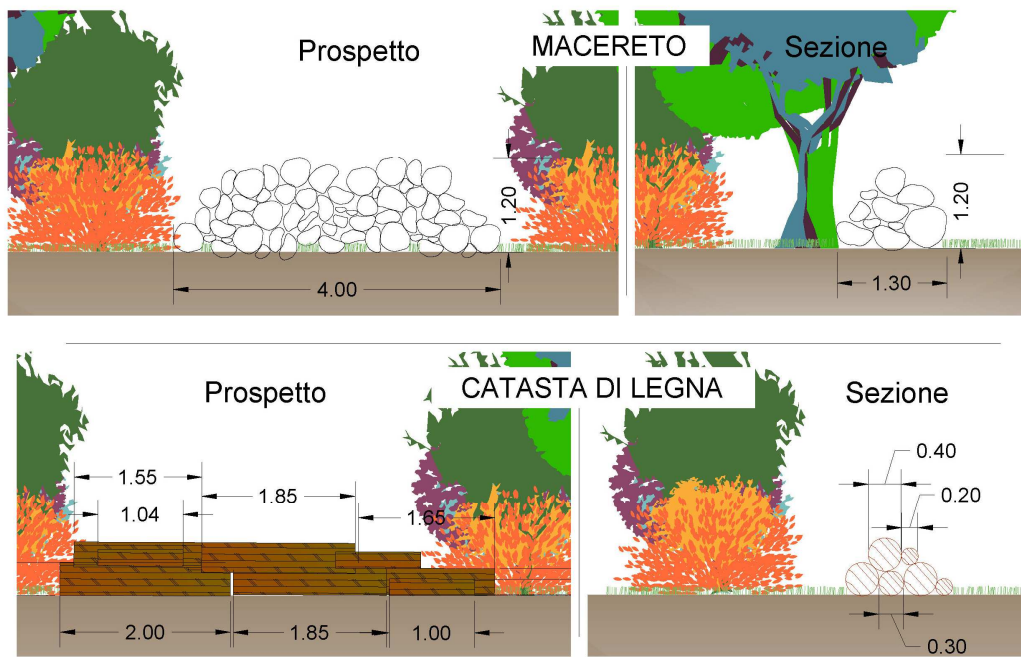 Prospetto
MACERETO
Sezione
1.20
4.00
1.20
1.30
Prospetto
CATASTA DI LEGNA
Sezione
1.55
1.85
1.04
1.65
2.00
1.85
1.00
0.40
0.20
0.30